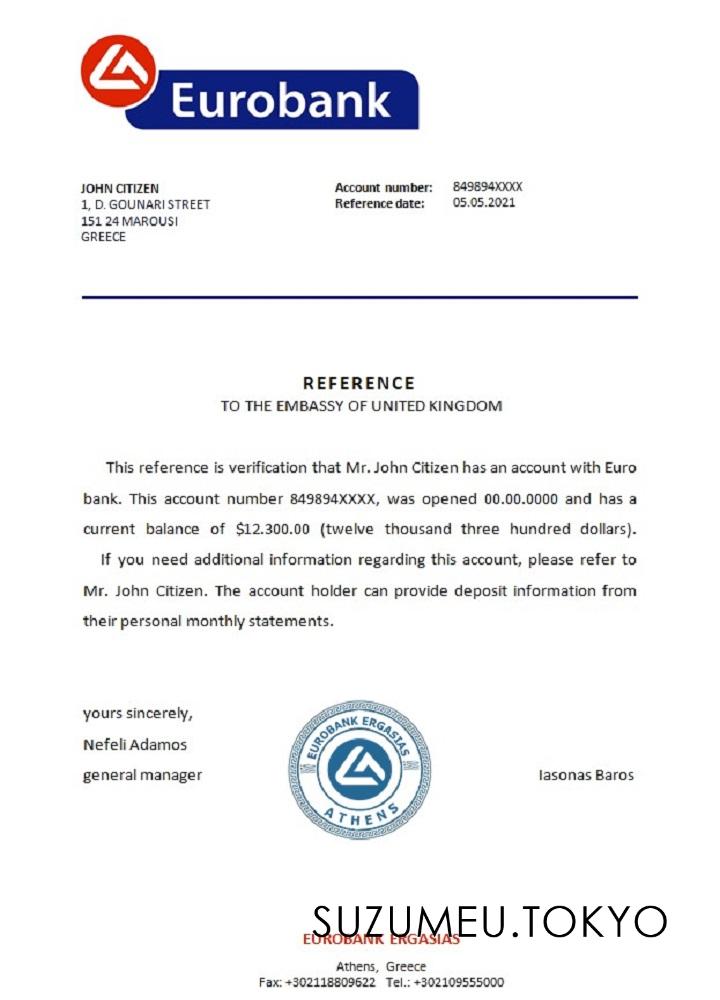 Eurobank
JOHN CITIZEN
1, D. GOUNARI STREET
151 24 MAROUSI
GREECE
Account number: 849894XXXX
Reference date: 05.05.2021
REFERENCE
TO THE EMBASSY OF UNITED KINGDOM
This reference is verification that Mr. John Citizen has an account with Euro
bank. This account number 849894XXXX, was opened 00.00.0000 and has a
current balance of $12.300.00 (twelve thousand three hundred dollars).
If you need additional information regarding this account, please refer to
Mr. John Citizen. The account holder can provide deposit information from
their personal monthly statements.
yours sincerely,
Nefeli Adamos
general manager
EUROBANK ERGASIAS
ATHENS
Iasonas Baros
SUZUMEU.TOKYO
EUROBANK ERGASIAS
Athens, Greece
Fax: +302118809622 Tel.: +302109555000